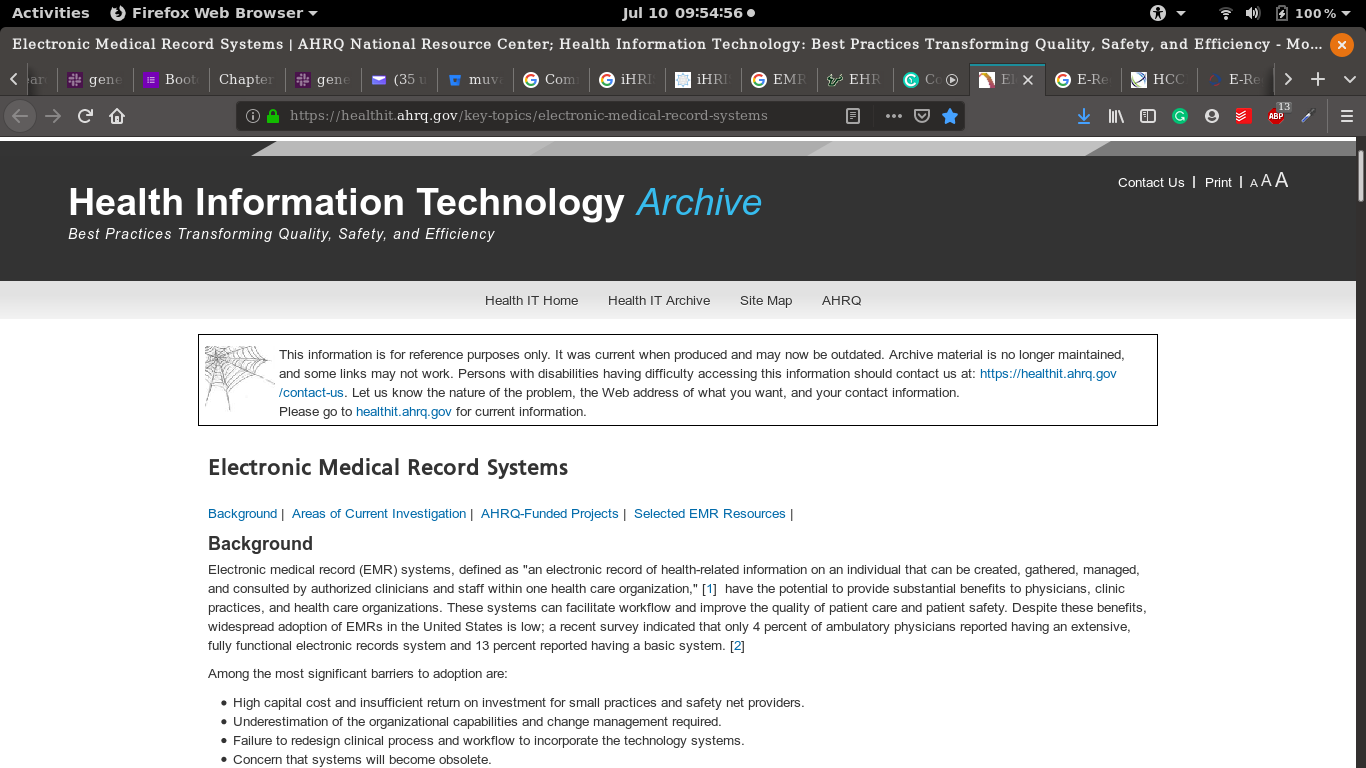 Activities Firefox Web Browser Jul 10 09:54:56 100 %
Electronic Medical Record Systems | AHRQ National Resource Center; Health Information Technology: Best Practices Transforming Quality, Safety, and Efficiency - Mo...
gene Boot Chapter gene (35 u muv Com iHRI iHRI EMR EHR Co El E-Re HCC E-Re
https://healthit.ahrq.gov/key-topics/electronic-medical-record-systems ABP 13
Contact Us | Print | A A A
Health Information Technology Archive
Best Practices Transforming Quality, Safety, and Efficiency
Health IT Home Health IT Archive Site Map AHRQ
This information is for reference purposes only. It was current when produced and may now be outdated. Archive material is no longer maintained,
and some links may not work. Persons with disabilities having difficulty accessing this information should contact us at: https://healthit.ahrq.gov
/contact-us. Let us know the nature of the problem, the Web address of what you want, and your contact information.
Please go to healthit.ahrq.gov for current information.
Electronic Medical Record Systems
Background | Areas of Current Investigation | AHRQ-Funded Projects | Selected EMR Resources |
Background
Electronic medical record (EMR) systems, defined as "an electronic record of health-related information on an individual that can be created, gathered, managed,
and consulted by authorized clinicians and staff within one health care organization," [1] have the potential to provide substantial benefits to physicians, clinic
practices, and health care organizations. These systems can facilitate workflow and improve the quality of patient care and patient safety. Despite these benefits,
widespread adoption of EMRs in the United States is low; a recent survey indicated that only 4 percent of ambulatory physicians reported having an extensive,
fully functional electronic records system and 13 percent reported having a basic system. [2]
Among the most significant barriers to adoption are:
• High capital cost and insufficient return on investment for small practices and safety net providers.
• Underestimation of the organizational capabilities and change management required.
• Failure to redesign clinical process and workflow to incorporate the technology systems.
• Concern that systems will become obsolete.